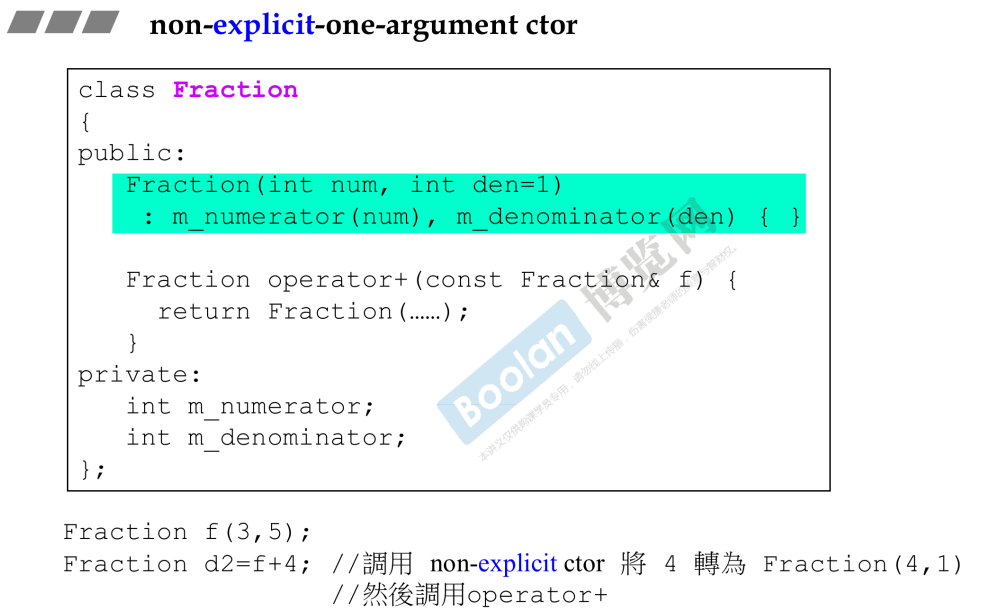 non-explicit-one-argument ctor
class Fraction
{
public:
Fraction(int num, int den=1)
: m_numerator(num), m_denominator(den) { }
Fraction operator+(const Fraction& f) {
return Fraction(……);
}
private:
int m_numerator;
int m_denominator;
};
Boolan 博览网
Fraction f(3,5);
Fraction d2=f+4; //調用 non-explicit ctor 將 4 轉為 Fraction(4,1)
//然後調用operator+